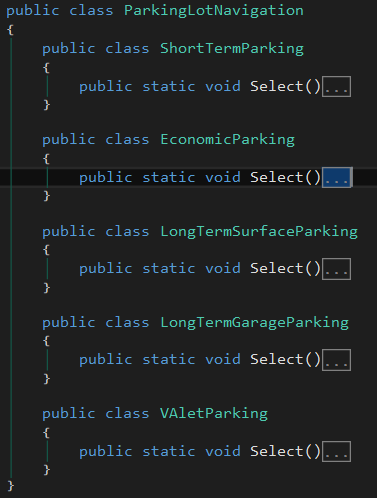 public class ParkingLotNavigation
{
public class ShortTermParking
{
public static void Select()...
}
public class EconomicParking
{
public static void Select()...
}
public class LongTermSurfaceParking
{
public static void Select()...
}
public class LongTermGarageParking
{
public static void Select()...
}
public class VAletParking
{
public static void Select()...
}
}